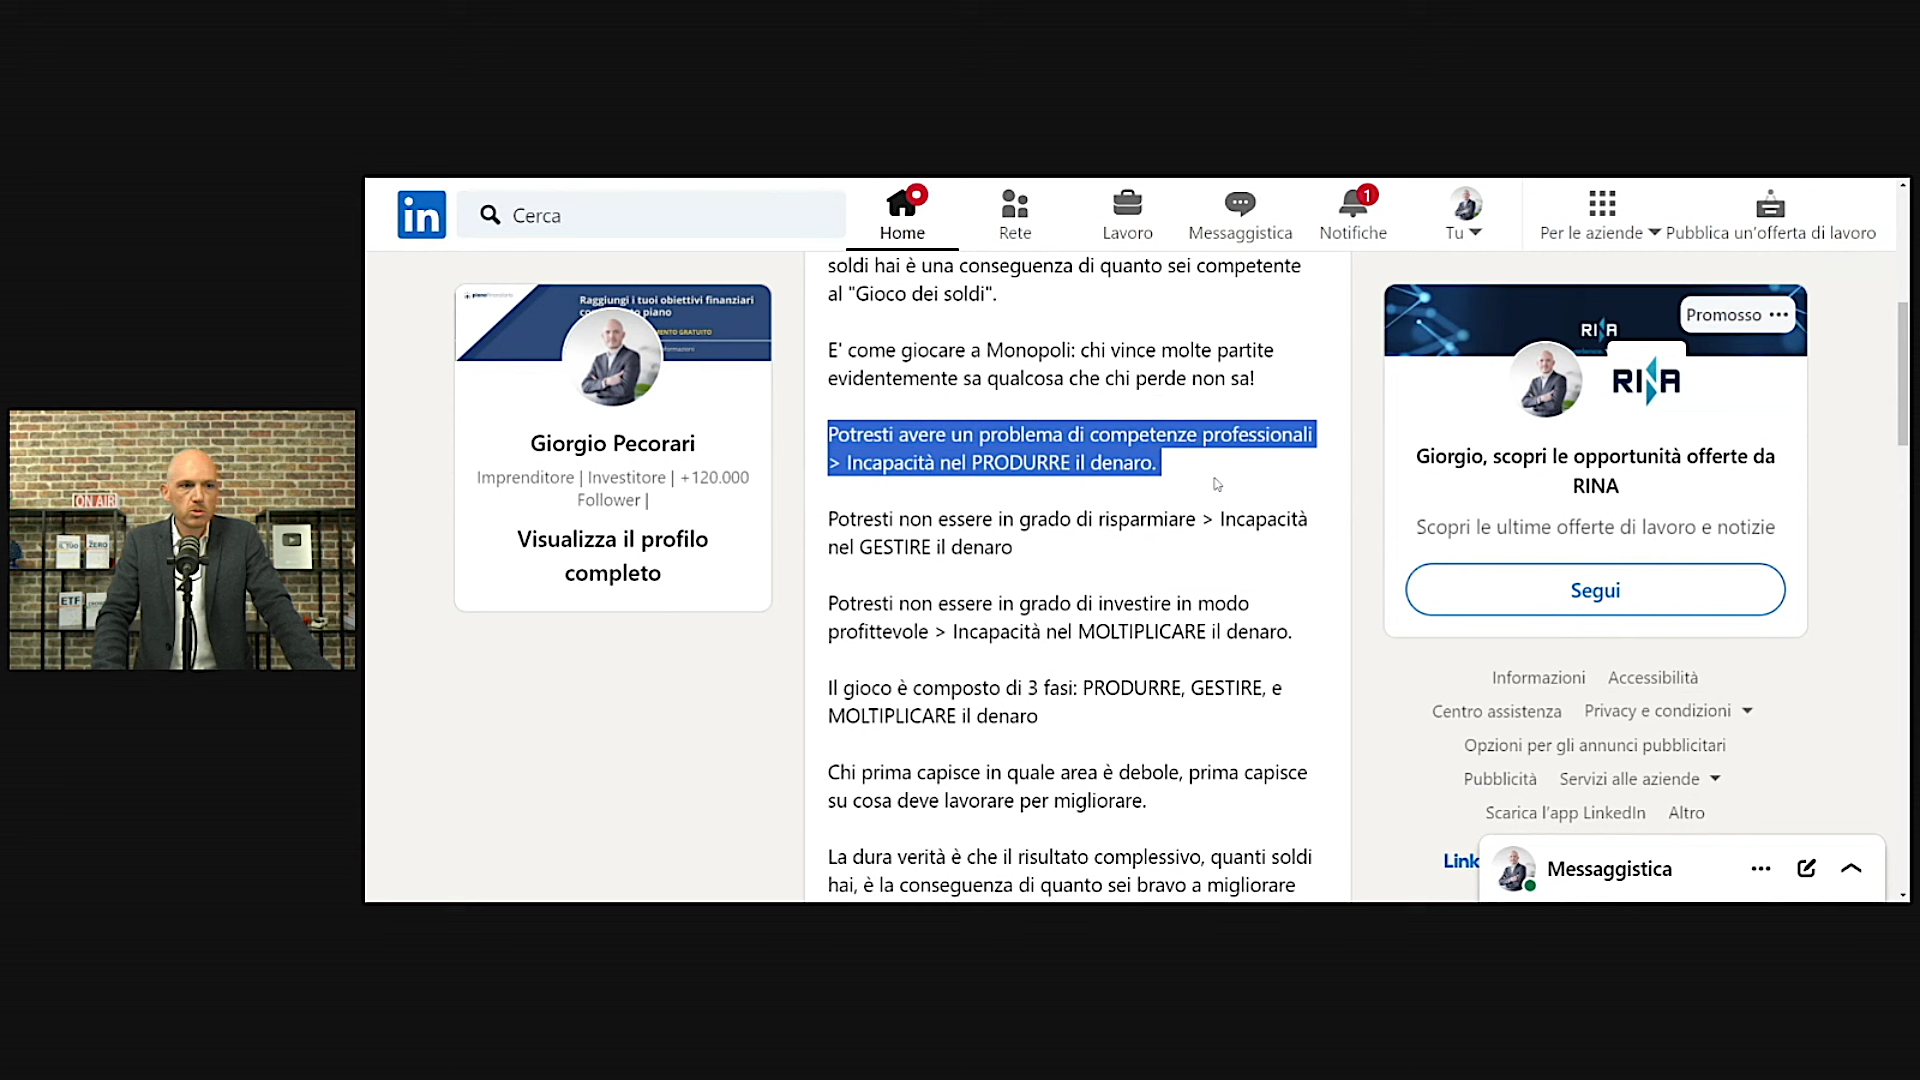 in
Cerca
Home
Rete
Lavoro
Messaggistica
1
Notifiche
Tu
Per le aziende
Pubblica un'offerta di lavoro
Raggiungi i tuoi obiettivi finanziari
piano
Giorgio Pecorari
Imprenditore | Investitore | +120.000
Follower |
Visualizza il profilo
completo
soldi hai è una conseguenza di quanto sei competente
al "Gioco dei soldi".
E' come giocare a Monopoli: chi vince molte partite
evidentemente sa qualcosa che chi perde non sa!
Potresti avere un problema di competenze professionali
> Incapacità nel PRODURRE il denaro.
Potresti non essere in grado di risparmiare > Incapacità
nel GESTIRE il denaro
Potresti non essere in grado di investire in modo
profittevole > Incapacità nel MOLTIPLICARE il denaro.
Il gioco è composto di 3 fasi: PRODURRE, GESTIRE, e
MOLTIPLICARE il denaro
Chi prima capisce in quale area è debole, prima capisce
su cosa deve lavorare per migliorare.
La dura verità è che il risultato complessivo, quanti soldi
hai, è la conseguenza di quanto sei bravo a migliorare
RINA
Promosso
RINA
Giorgio, scopri le opportunità offerte da
RINA
Scopri le ultime offerte di lavoro e notizie
Segui
Informazioni Accessibilità
Centro assistenza Privacy e condizioni
Opzioni per gli annunci pubblicitari
Pubblicità Servizi alle aziende
Scarica l'app LinkedIn Altro
Link
Messaggistica
ON AIR
IL TUO
ZERO
ETF